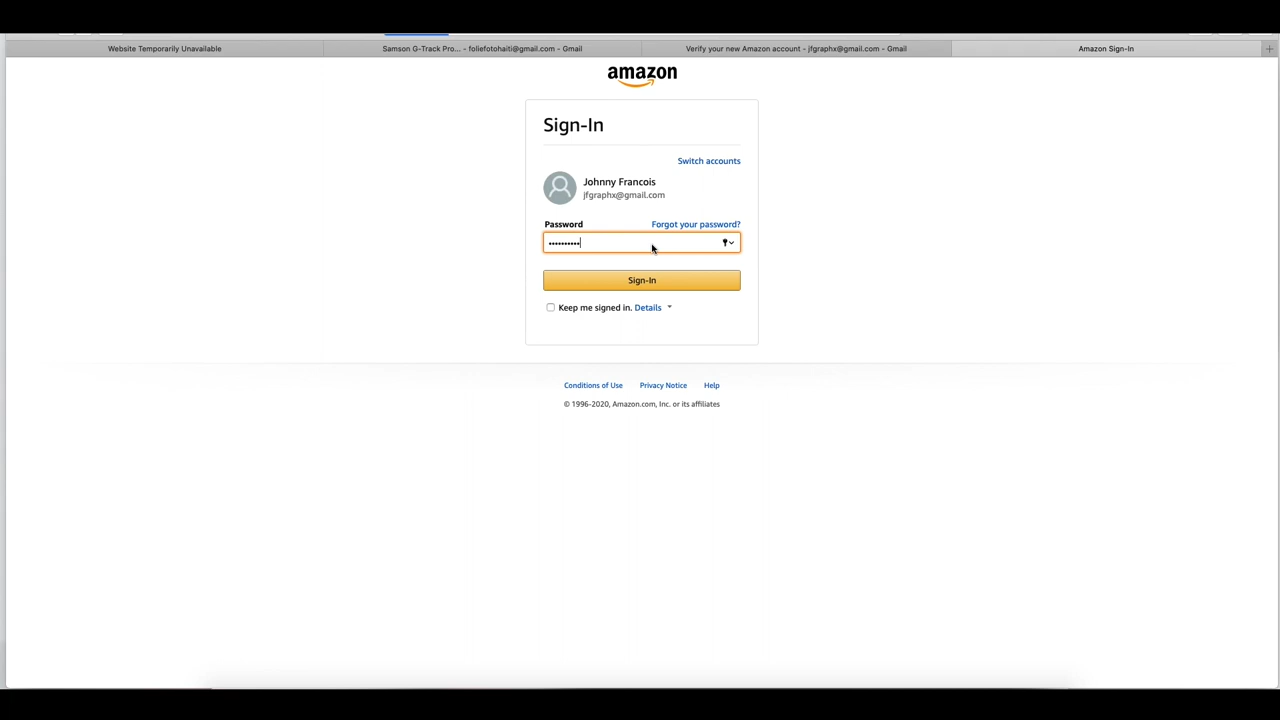 Website Temporarily Unavailable
Samson G-Track Pro... - foliefotohaiti@gmail.com - Gmail
Verify your new Amazon account - jfgraphx@gmail.com - Gmail
Amazon Sign-In
amazon
Sign-In
Switch accounts
Johnny Francois
jfgraphx@gmail.com
Password
Forgot your password?
••••••••••
Sign-In
Keep me signed in. Details
Conditions of Use
Privacy Notice
Help
© 1996-2020, Amazon.com, Inc. or its affiliates